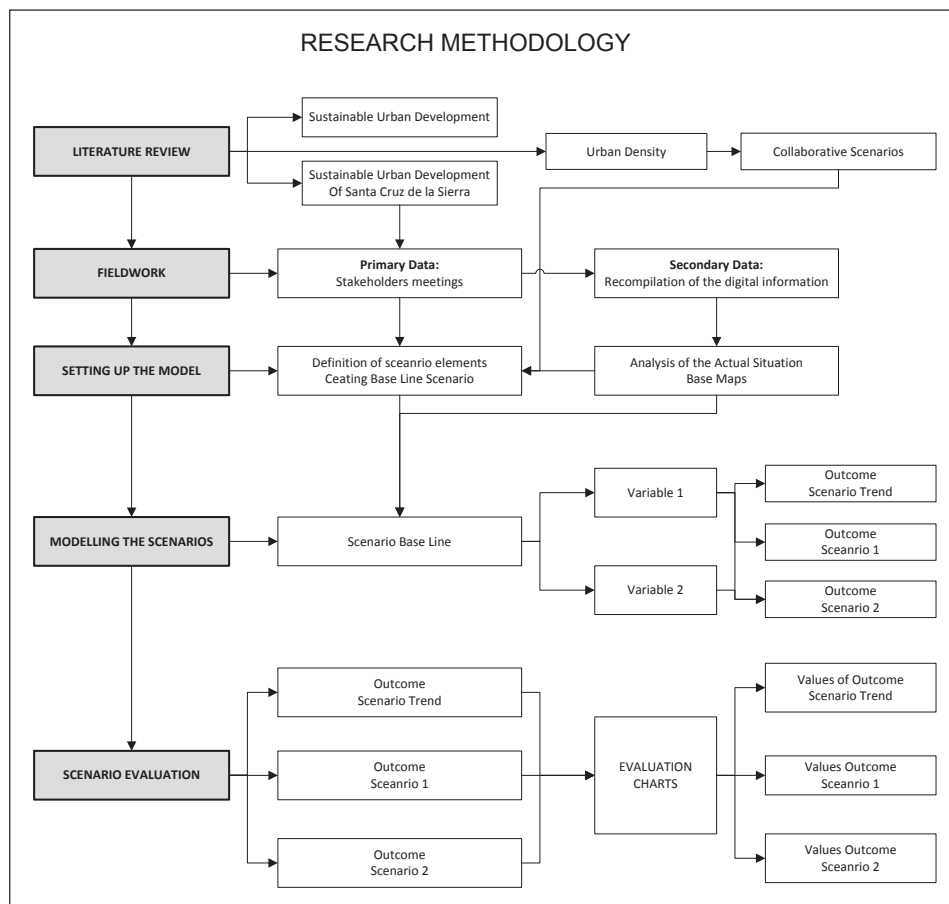 RESEARCH METHODOLOGY
Sustainable Urban Development
LITERATURE REVIEW
Urban Density
Collaborative Scenarios
Sustainable Urban Development
Of Santa Cruz de la Sierra
FIELDWORK
Primary Data:
Stakeholders meetings
Secondary Data:
Recompilation of the digital information
SETTING UP THE MODEL
Definition of sceanrio elements
Ceating Base Line Scenario
Analysis of the Actual Situation
Base Maps
MODELLING THE SCENARIOS
Scenario Base Line
Variable 1
Variable 2
Outcome
Scenario Trend
Outcome
Sceanrio 1
Outcome
Scenario 2
SCENARIO EVALUATION
Outcome
Scenario Trend
Outcome
Sceanrio 1
Outcome
Scenario 2
EVALUATION
CHARTS
Values of Outcome
Scenario Trend
Values Outcome
Sceanrio 1
Values Outcome
Sceanrio 2